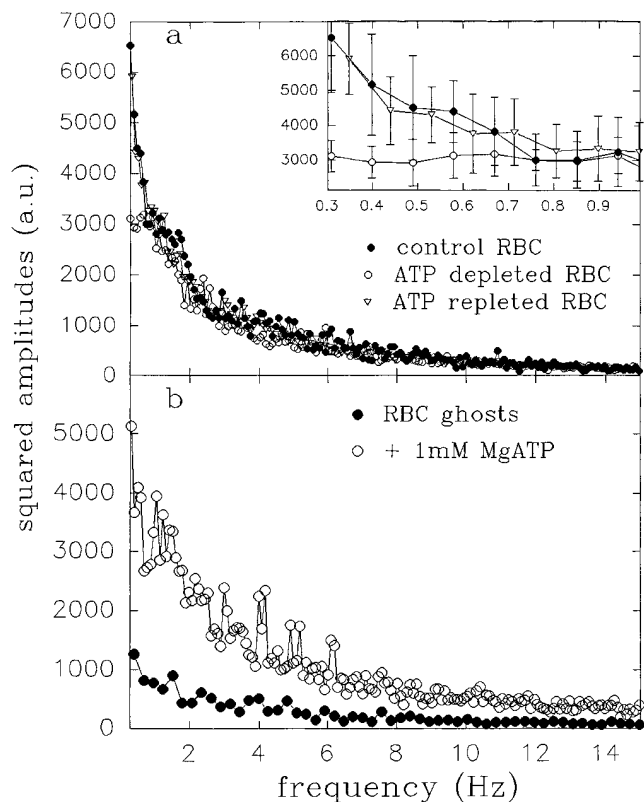 a
7000
6000
5000
4000
3000
2000
1000
0
6000
5000
4000
3000
0.3 0.4 0.5 0.6 0.7 0.8 0.9
control RBC
ATP depleted RBC
ATP repleted RBC
squared amplitudes (a.u.)
b
5000
4000
3000
2000
1000
0
RBC ghosts
+ 1mM MgATP
2 4 6 8 10 12 14
frequency (Hz)